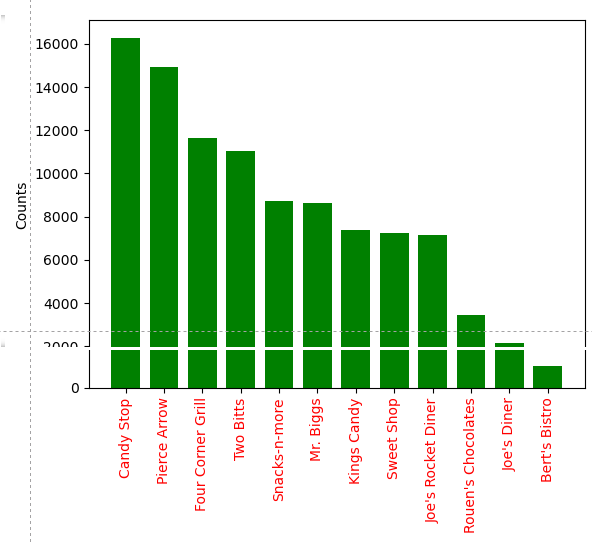 16000
14000
12000
10000
8000
6000
4000
2000
0
Counts
Candy Stop
Pierce Arrow
Four Corner Grill
Two Bitts
Snacks-n-more
Mr. Biggs
Kings Candy
Sweet Shop
Joe's Rocket Diner
Rouen's Chocolates
Joe's Diner
Bert's Bistro